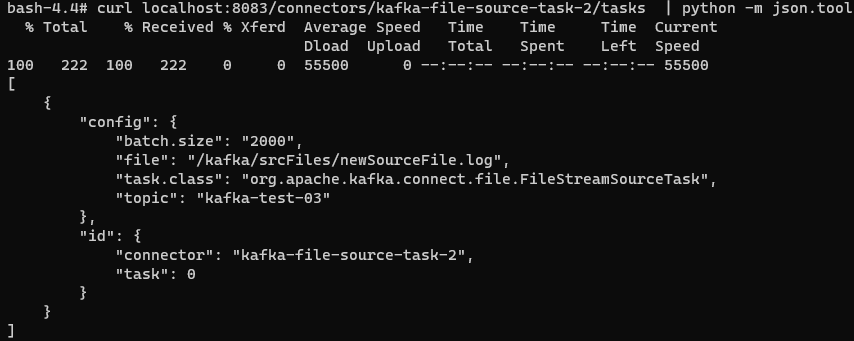 bash-4.4# curl localhost:8083/connectors/kafka-file-source-task-2/tasks  | python -m json.tool
  % Total    % Received % Xferd  Average Speed   Time    Time     Time  Current
                                 Dload  Upload   Total   Spent    Left  Speed
100   222  100   222    0     0  55500      0 --:--:-- --:--:-- --:--:-- 55500
[
    {
        "config": {
            "batch.size": "2000",
            "file": "/kafka/srcFiles/newSourceFile.log",
            "task.class": "org.apache.kafka.connect.file.FileStreamSourceTask",
            "topic": "kafka-test-03"
        },
        "id": {
            "connector": "kafka-file-source-task-2",
            "task": 0
        }
    }
]